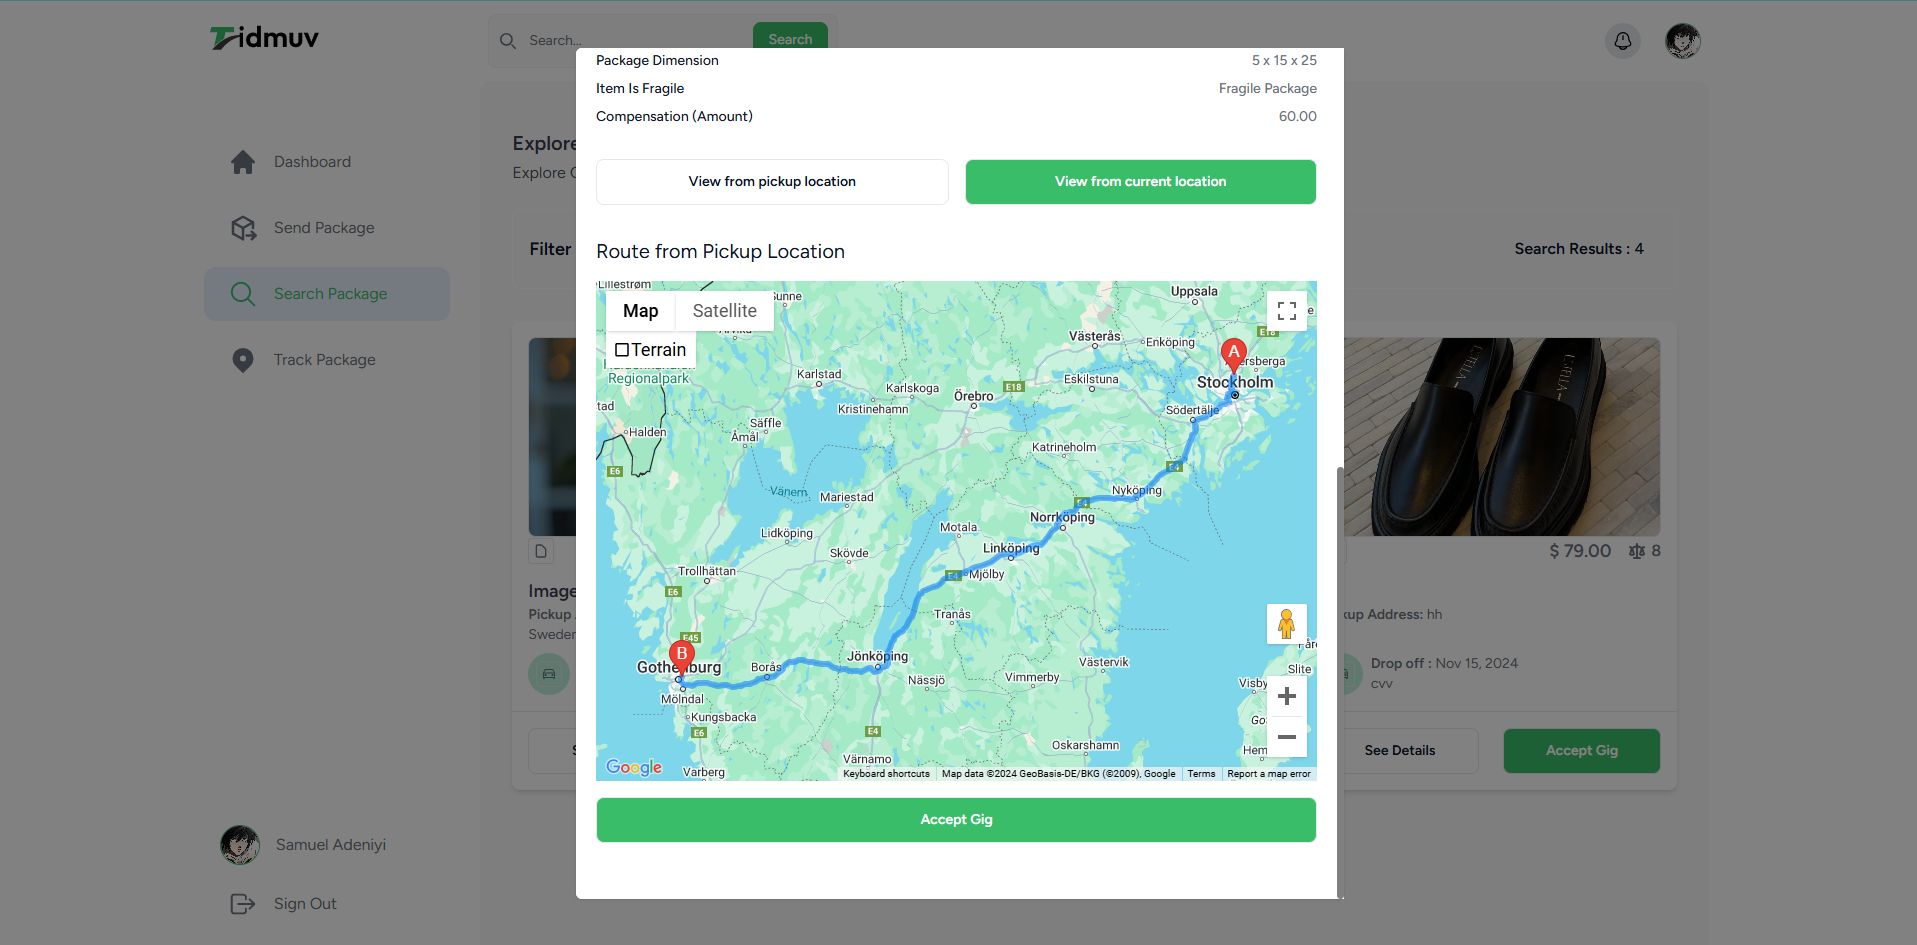 Tidmuv
Search...
Search
Dashboard
Send Package
Search Package
Track Package
Samuel Adeniyi
Sign Out
Explore
Explore
Filter
Search Results : 4
Image
Pickup
Sweden
Package Dimension
5 x 15 x 25
Item Is Fragile
Fragile Package
Compensation (Amount)
60.00
View from pickup location
View from current location
Route from Pickup Location
Map
Satellite
Terrain
Lillestrøm
Sunne
Uppsala
Västerås
Enköping
E18
Karlstad
Karlskoga
Örebro
E18
Eskilstuna
A
Stockholm
Regionalpark
Kristinehamn
Södertälje
Säffle
Åmål
Halden
Katrineholm
E6
E4
Vänern
Mariestad
Nyköping
E4
Norrköping
Motala
Lidköping
Skövde
Linköping
Trollhättan
E4
Mjölby
E6
Tranås
E45
B
Gothenburg
Borås
Jönköping
Västervik
Slite
Nässjö
Vimmerby
Visby
Mölndal
Kungsbacka
E6
E4
Oskarshamn
Värnamo
Varberg
Google
Keyboard shortcuts
Map data ©2024 GeoBasis-DE/BKG (©2009), Google
Terms
Report a map error
Accept Gig
ESTELLA
ESTELLA
$ 79.00
8
kup Address: hh
Drop off : Nov 15, 2024
cvv
See Details
Accept Gig